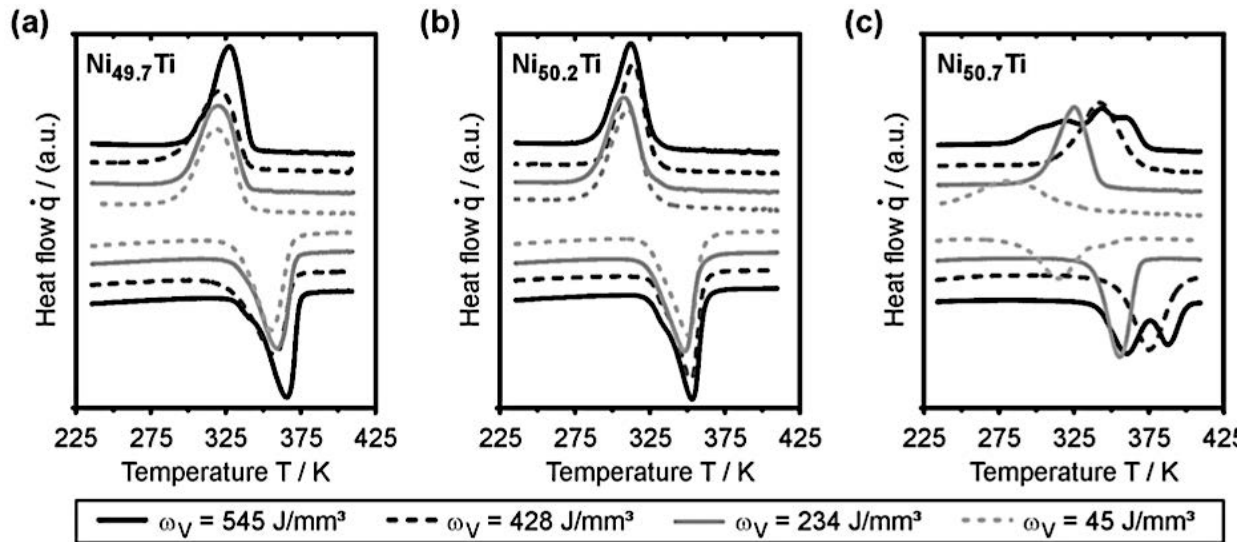 (a)
Ni49.7Ti
Heat flow q̇ / (a.u.)
225 275 325 375 425
Temperature T / K
(b)
Ni50.2Ti
Heat flow q̇ / (a.u.)
225 275 325 375 425
Temperature T / K
(c)
Ni50.7Ti
Heat flow q̇ / (a.u.)
225 275 325 375 425
Temperature T / K
ωV = 545 J/mm³ ωV = 428 J/mm³ ωV = 234 J/mm³ ωV = 45 J/mm³